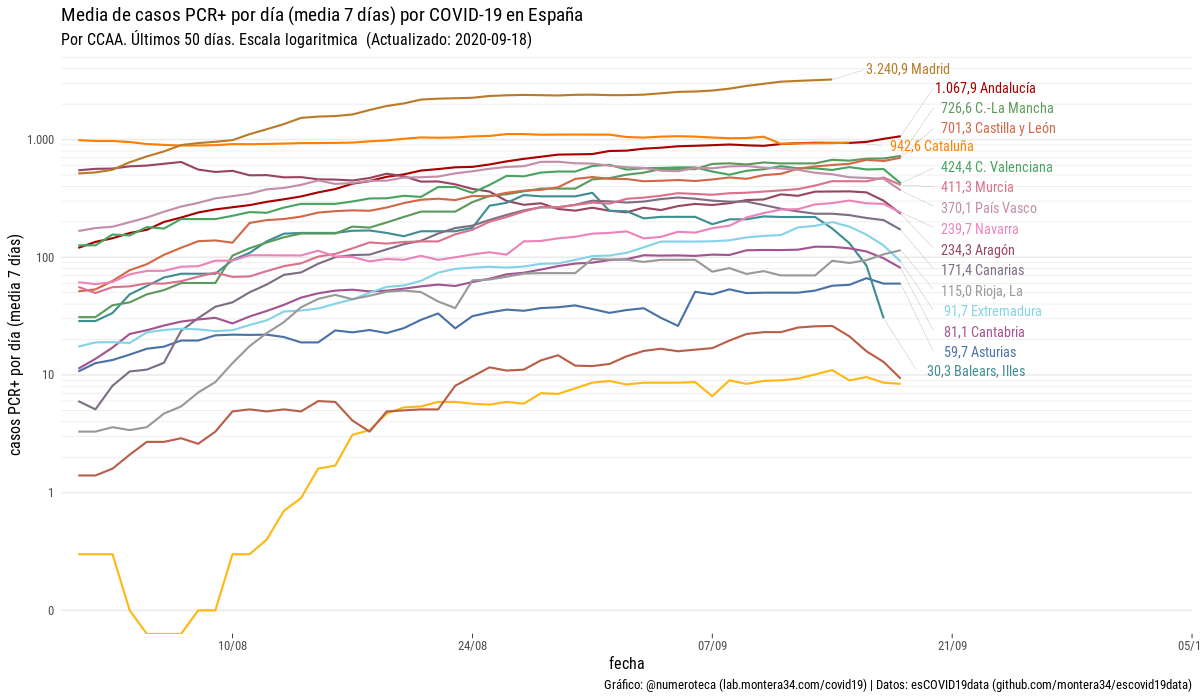 Media de casos PCR+ por día (media 7 días) por COVID-19 en España
Por CCAA. Últimos 50 días. Escala logaritmica  (Actualizado: 2020-09-18)
casos PCR+ por día (media  7 días)
1.000
100
10
1
0
3.240,9 Madrid
1.067,9 Andalucía
726,6 C.-La Mancha
701,3 Castilla y León
942,6 Cataluña
424,4 C. Valenciana
411,3 Murcia
370,1 País Vasco
239,7 Navarra
234,3 Aragón
171,4 Canarias
115,0 Rioja, La
91,7 Extremadura
81,1 Cantabria
59,7 Asturias
30,3 Balears, Illes
10/08
24/08
07/09
21/09
05/1
fecha
Gráfico: @numeroteca (lab.montera34.com/covid19) | Datos: esCOVID19data (github.com/montera34/escovid19data)